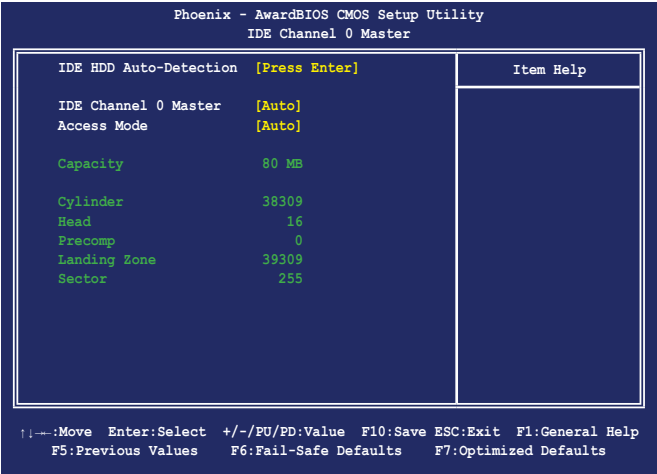 Phoenix - AwardBIOS CMOS Setup Utility
IDE Channel 0 Master
IDE HDD Auto-Detection [Press Enter]
Item Help
IDE Channel 0 Master [Auto]
Access Mode [Auto]
Capacity 80 MB
Cylinder 38309
Head 16
Precomp 0
Landing Zone 39309
Sector 255
↑↓→←:Move Enter:Select +/-/PU/PD:Value F10:Save ESC:Exit F1:General Help
F5:Previous Values F6:Fail-Safe Defaults F7:Optimized Defaults